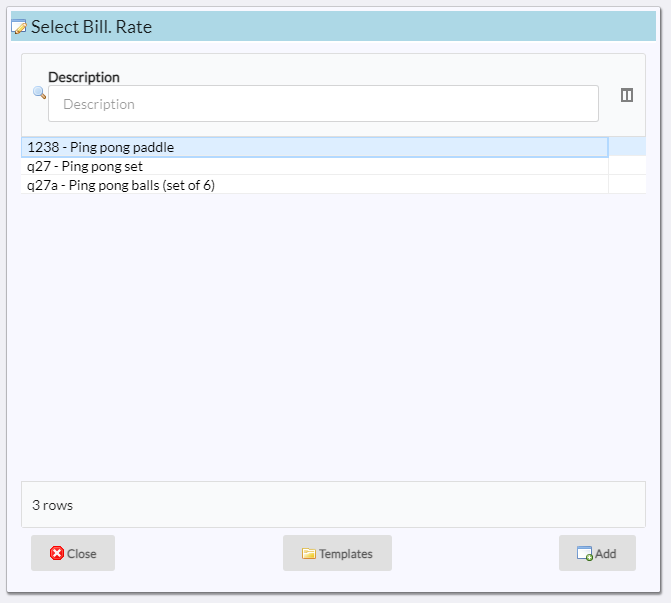 Select Bill. Rate
Description
Description
1238 - Ping pong paddle
q27 - Ping pong set
q27a - Ping pong balls (set of 6)
3 rows
Close
Templates
Add